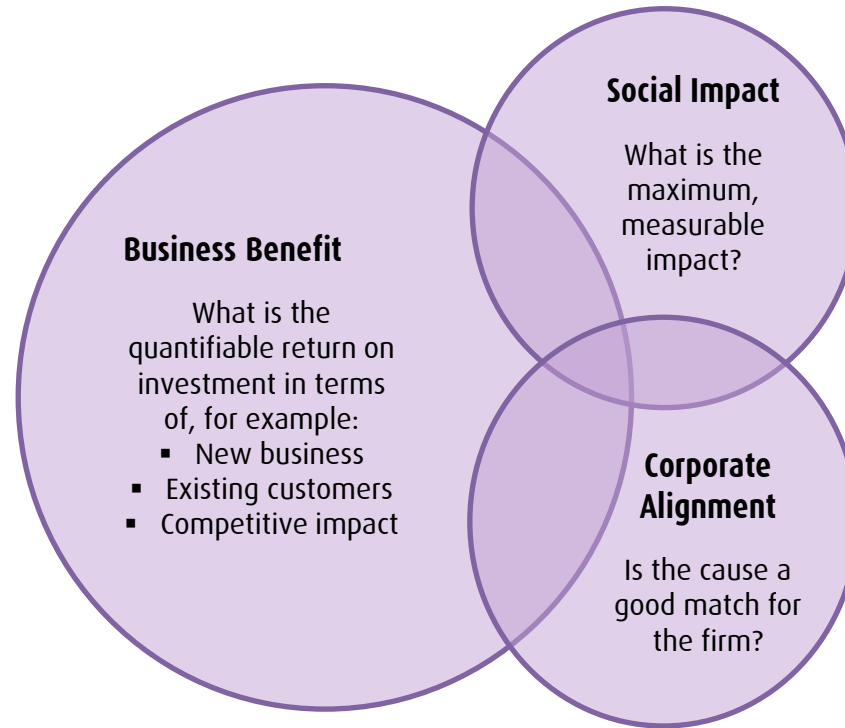 Business Benefit
What is the
quantifiable return on
investment in terms
of, for example:
▪ New business
▪ Existing customers
▪ Competitive impact
Social Impact
What is the
maximum,
measurable
impact?
Corporate
Alignment
Is the cause a
good match for
the firm?